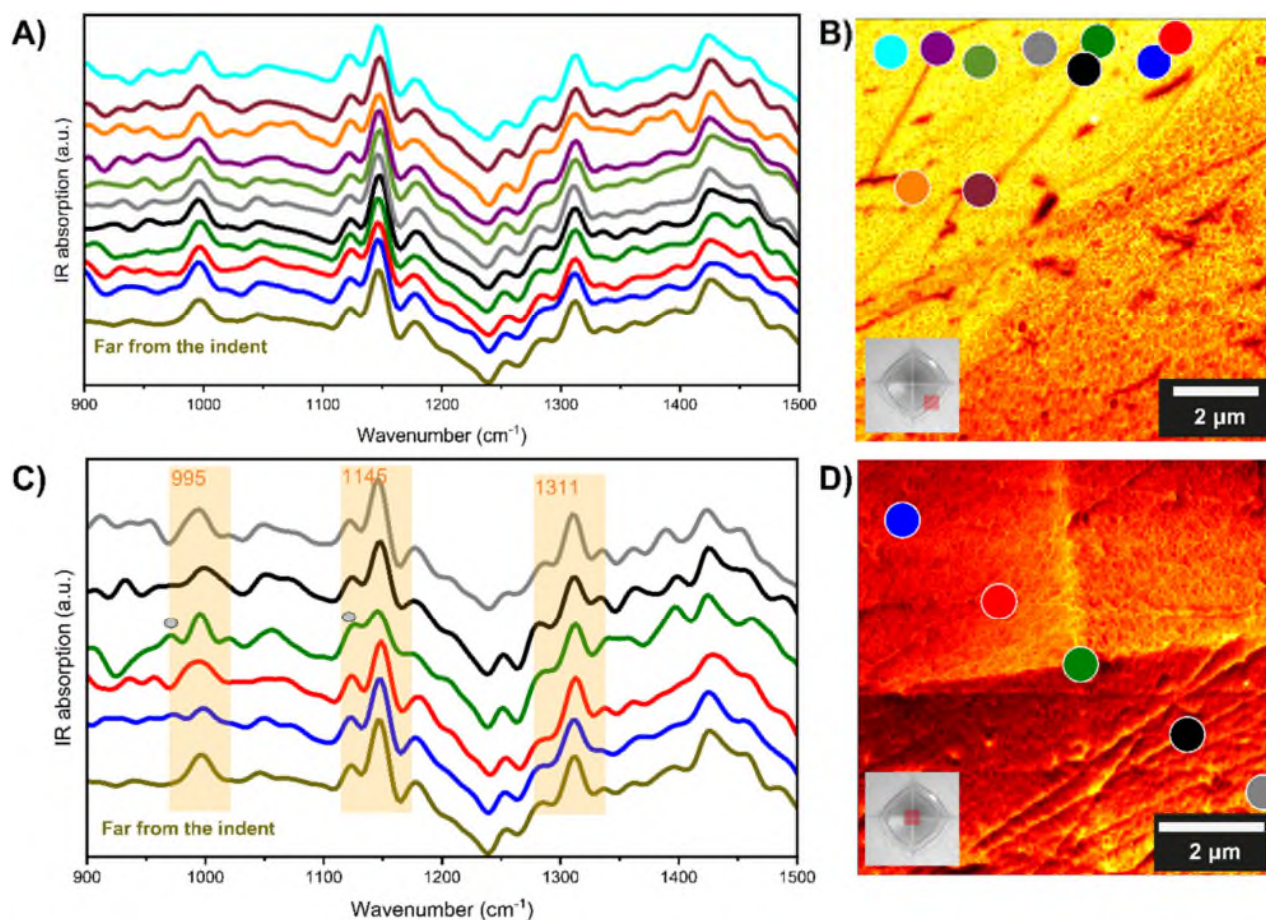 A)
IR absorption (a.u.)
Far from the indent
900 1000 1100 1200 1300 1400 1500
Wavenumber (cm⁻¹)
B)
2 µm
C)
995
1145
1311
IR absorption (a.u.)
Far from the indent
900 1000 1100 1200 1300 1400 1500
Wavenumber (cm⁻¹)
D)
2 µm